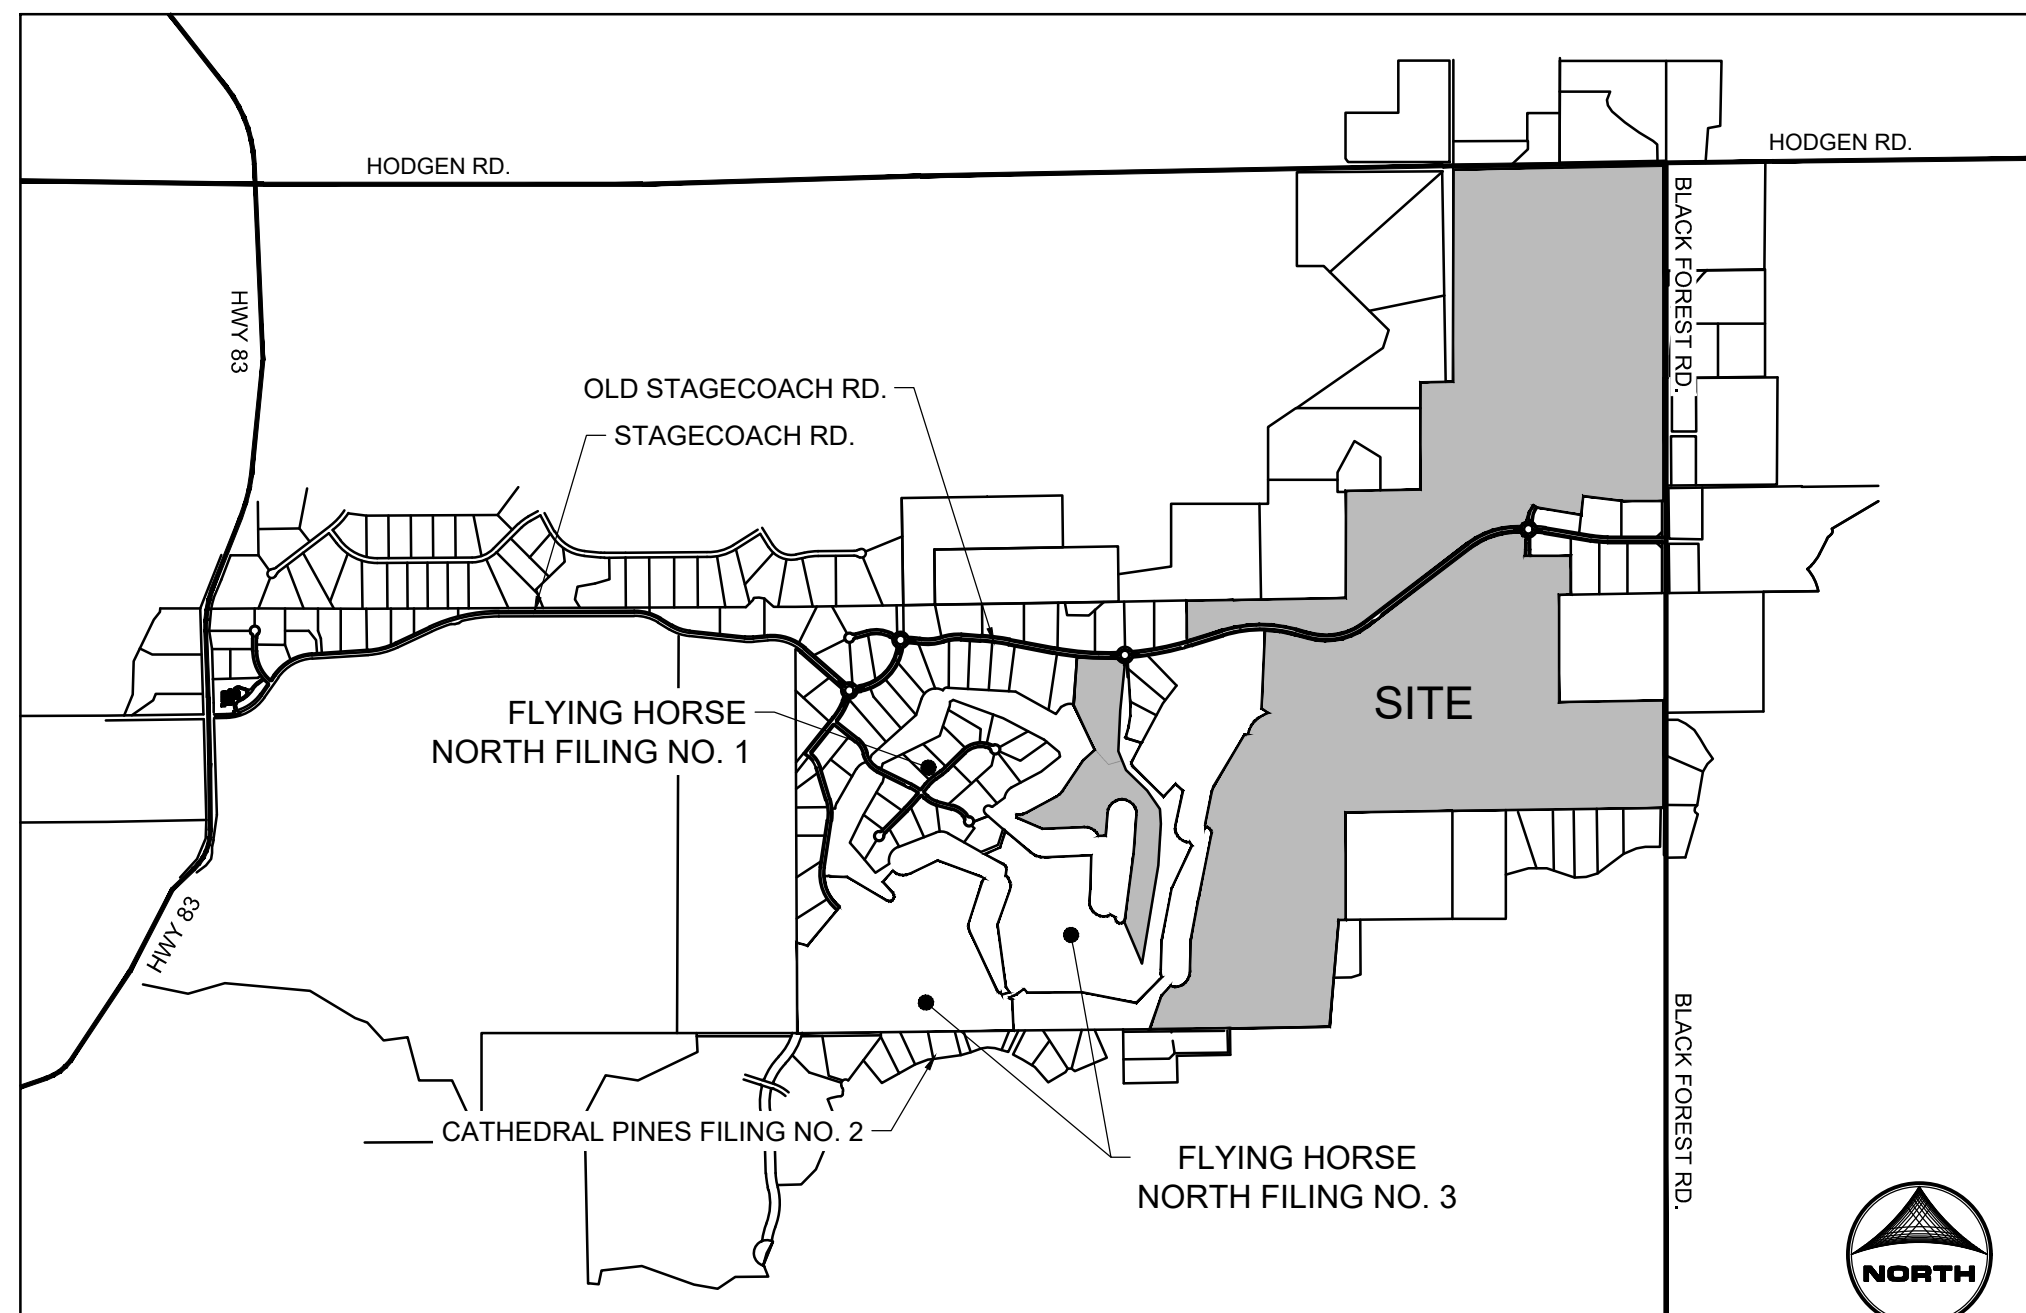 HODGEN RD.
HODGEN RD.
BLACK FOREST RD.
HWY 83
OLD STAGECOACH RD.
STAGECOACH RD.
SITE
FLYING HORSE
NORTH FILING NO. 1
HWY 83
BLACK FOREST RD.
CATHEDRAL PINES FILING NO. 2
FLYING HORSE
NORTH FILING NO. 3
NORTH